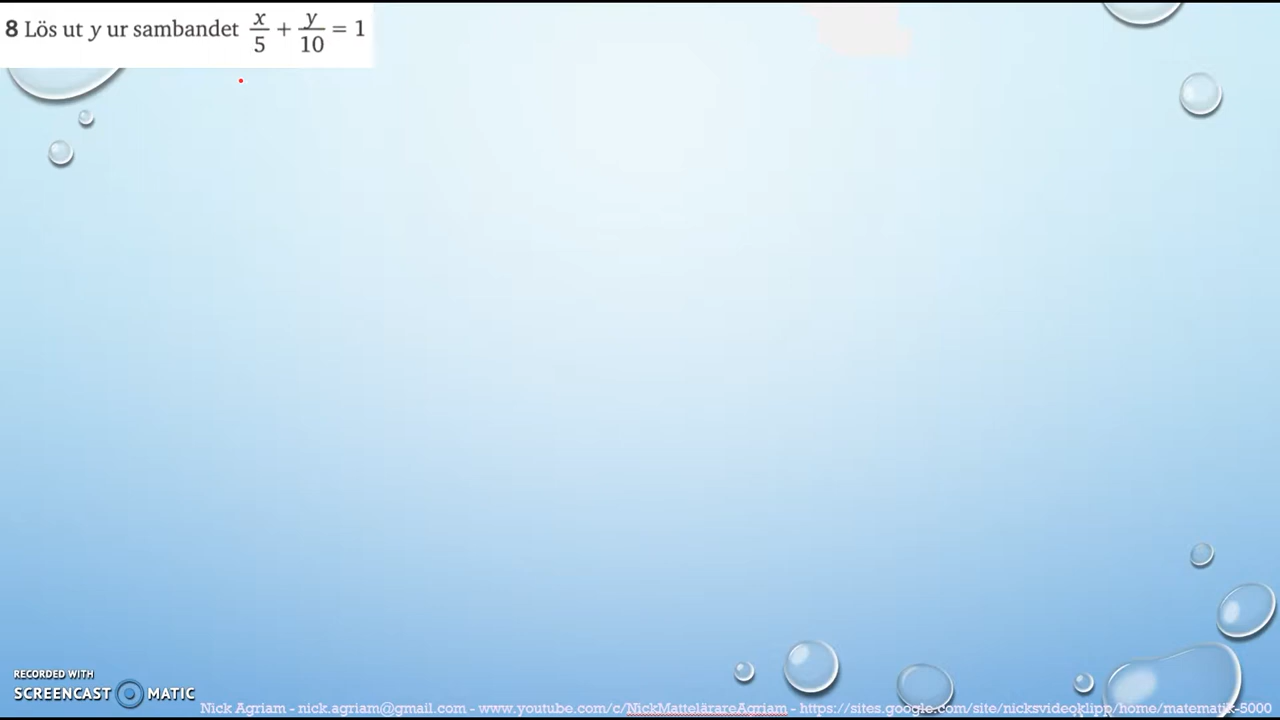 8 Lös ut y ur sambandet x/5 + y/10 = 1
RECORDED WITH
SCREENCAST MATIC
Nick Agriam - nick.agriam@gmail.com - www.youtube.com/c/NickMattelärareAgriam - https://sites.google.com/site/nicksvideoklipp/home/matematik-5000